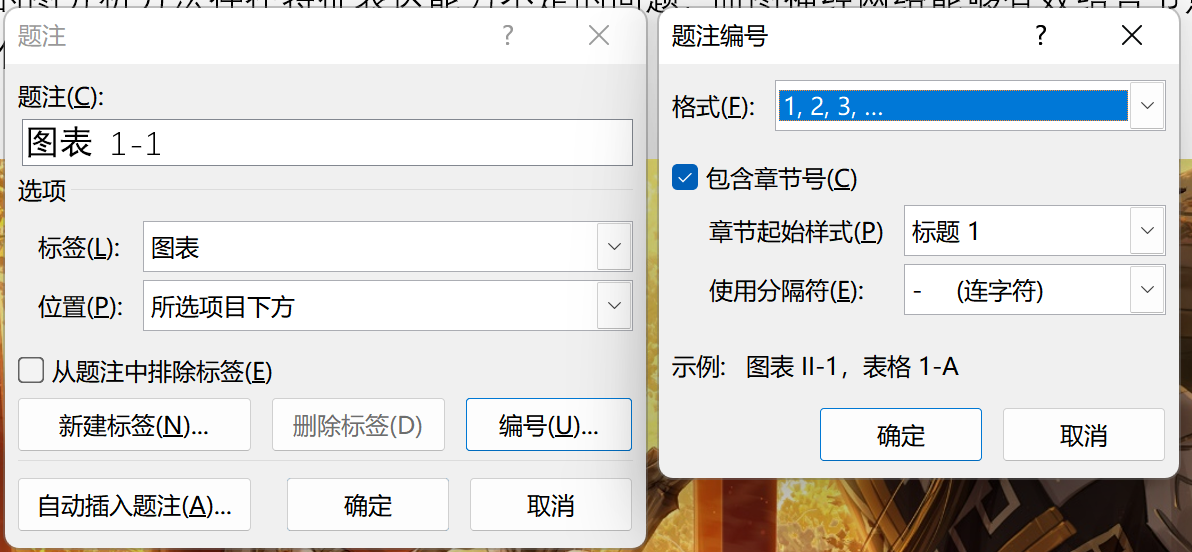 题注
题注(C):
图表 1-1
选项
标签(L): 图表
位置(P): 所选项目下方
从题注中排除标签(E)
新建标签(N)... 删除标签(D) 编号(U)...
自动插入题注(A)... 确定 取消
题注编号
格式(F): 1, 2, 3, ...
包含章节号(C)
章节起始样式(P) 标题 1
使用分隔符(E): - (连字符)
示例: 图表 II-1，表格 1-A
确定 取消